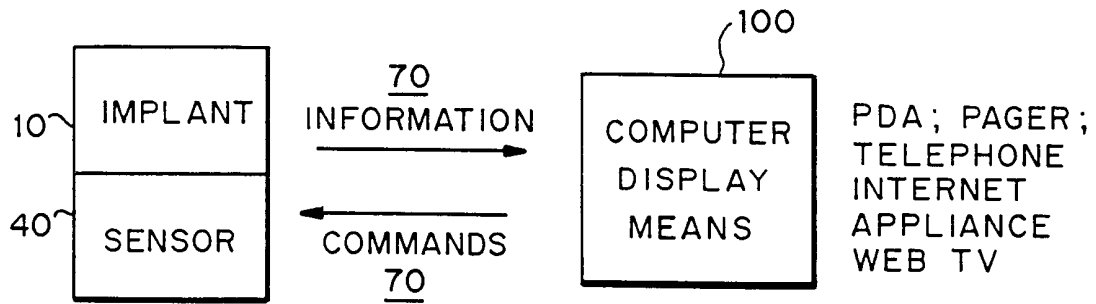 100
10
IMPLANT
40
SENSOR
70
INFORMATION
COMMANDS
70
COMPUTER
DISPLAY
MEANS
PDA; PAGER;
TELEPHONE
INTERNET
APPLIANCE
WEB TV